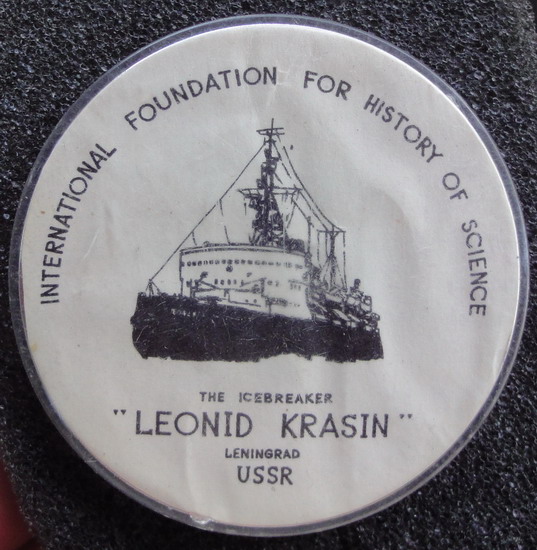 INTERNATIONAL FOUNDATION FOR HISTORY OF SCIENCE
THE ICEBREAKER
"LEONID KRASIN"
LENINGRAD
USSR